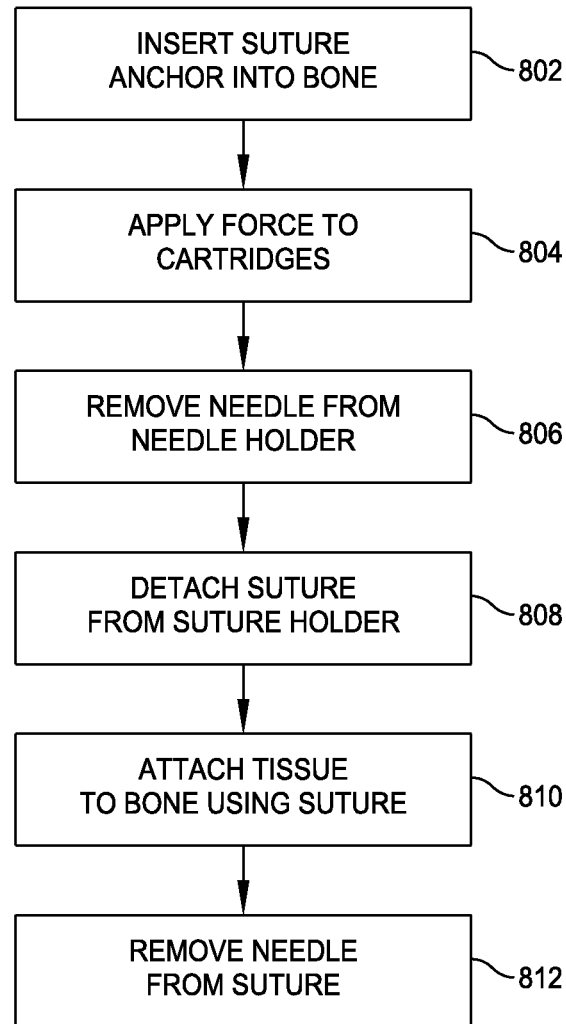 INSERT SUTURE
ANCHOR INTO BONE
802
APPLY FORCE TO
CARTRIDGES
804
REMOVE NEEDLE FROM
NEEDLE HOLDER
806
DETACH SUTURE
FROM SUTURE HOLDER
808
ATTACH TISSUE
TO BONE USING SUTURE
810
REMOVE NEEDLE
FROM SUTURE
812